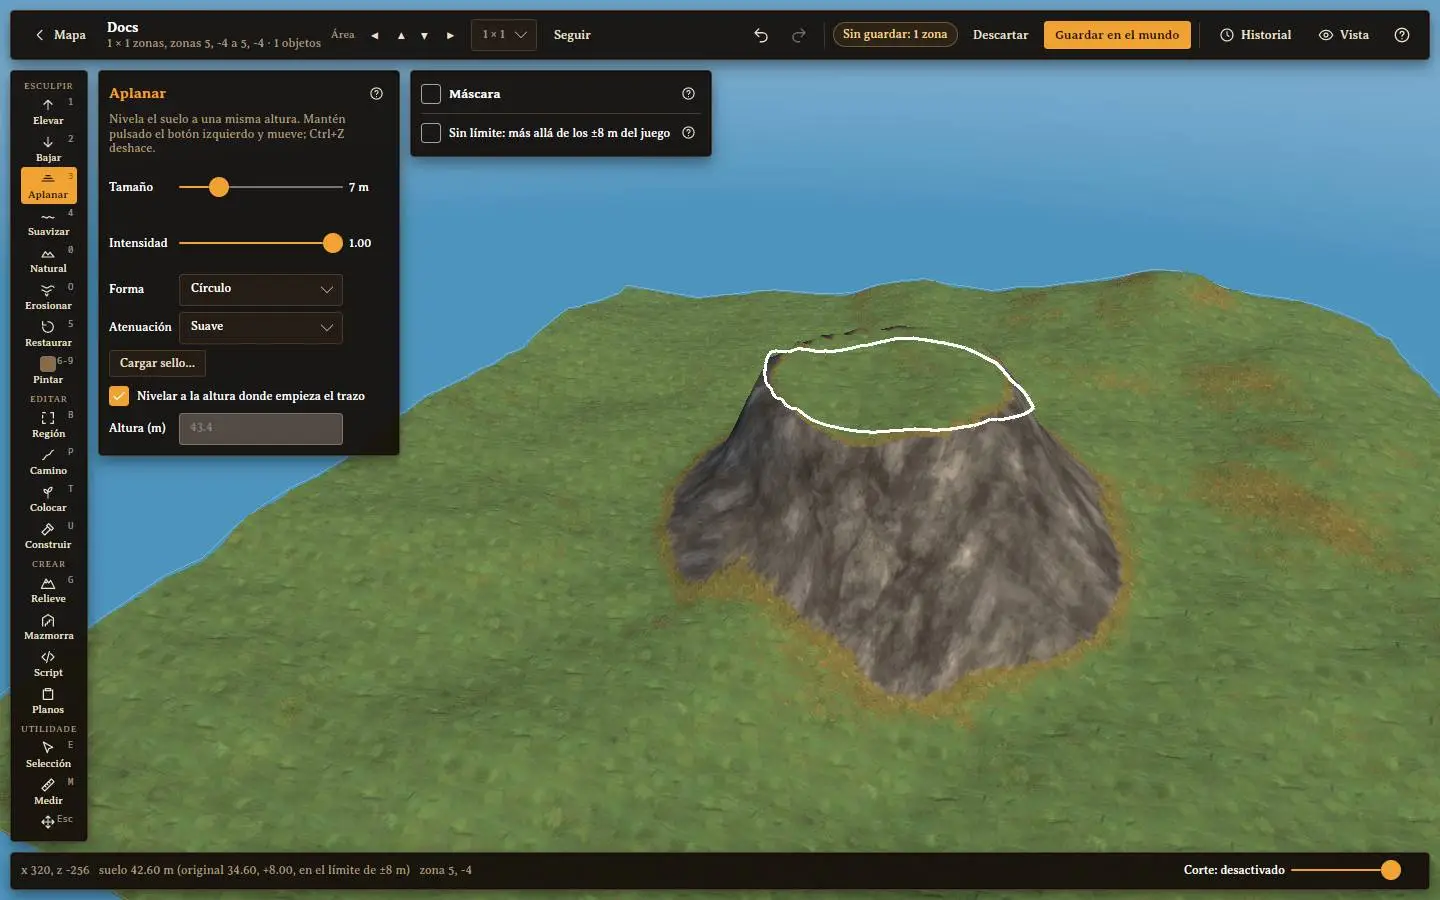 Mapa
Docs
1 × 1 zonas, zonas 5, -4 a 5, -4 · 1 objetos
Área
1 × 1
Seguir
Sin guardar: 1 zona
Descartar
Guardar en el mundo
Historial
Vista
ESCULPIR
1
Elevar
2
Bajar
3
Aplanar
4
Suavizar
0
Natural
O
Erosionar
5
Restaurar
6-9
Pintar
EDITAR
B
Región
P
Camino
T
Colocar
U
Construir
CREAR
G
Relieve
Mazmorra
Script
Planos
UTILIDADE
E
Selección
M
Medir
Esc
Aplanar
Nivela el suelo a una misma altura. Mantén
pulsado el botón izquierdo y mueve; Ctrl+Z
deshace.
Tamaño 7 m
Intensidad 1.00
Forma Círculo
Atenuación Suave
Cargar sello...
Nivelar a la altura donde empieza el trazo
Altura (m) 43.4
Máscara
Sin límite: más allá de los ±8 m del juego
x 320, z -256 suelo 42.60 m (original 34.60, +8.00, en el límite de ±8 m) zona 5, -4
Corte: desactivado